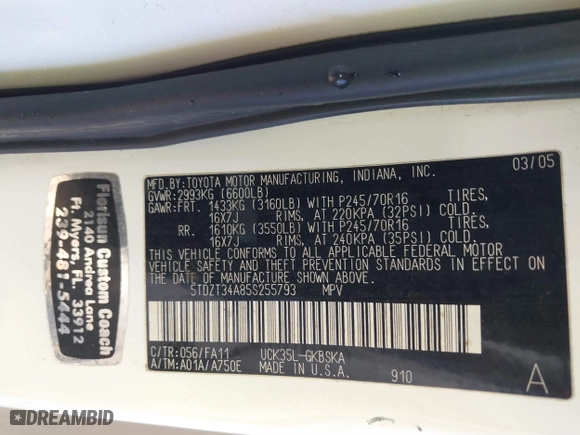 MFD.BY:TOYOTA MOTOR MANUFACTURING, INDIANA, INC. 03/05
GVWR:2993KG (6600LB)
GAWR:FRT. 1433KG (3160LB) WITH P245/70R16 TIRES,
16X7J RIMS, AT 220KPA (32PSI) COLD.
RR. 1610KG (3550LB) WITH P245/70R16 TIRES,
16X7J RIMS, AT 240KPA (35PSI) COLD.
THIS VEHICLE CONFORMS TO ALL APPLICABLE FEDERAL MOTOR
VEHICLE SAFETY STANDARDS IN EFFECT ON
THE DATE OF MANUFACTURE SHOWN ABOVE.
5TDZT34A85S255793 MPV
C/TR:056/FA11 UCK35L-GKBSKA
A/TM:A01A/A750E MADE IN U.S.A.
910 A
Florisun Custom Coach
2140 Andrea Lane
Ft. Myers, FL. 33912
239-481-5444
DREAMBID